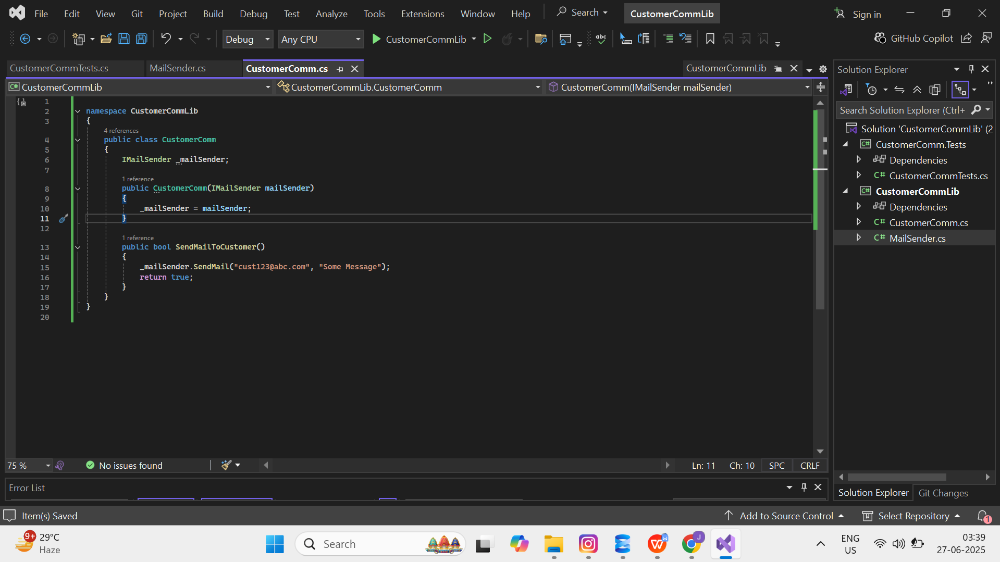 File Edit View Git Project Build Debug Test Analyze Tools Extensions Window Help Search CustomerCommLib Sign in
Debug Any CPU CustomerCommLib abc GitHub Copilot
CustomerCommTests.cs MailSender.cs CustomerComm.cs CustomerCommLib
C# CustomerCommLib CustomerCommLib.CustomerComm CustomerComm(IMailSender mailSender)
1
2 namespace CustomerCommLib
3 {
4 references
4 public class CustomerComm
5 {
6 IMailSender _mailSender;
7
1 reference
8 public CustomerComm(IMailSender mailSender)
9 {
10 _mailSender = mailSender;
11 }
12
1 reference
13 public bool SendMailToCustomer()
14 {
15 _mailSender.SendMail("cust123@abc.com", "Some Message");
16 return true;
17 }
18 }
19 }
20
75 % No issues found Ln: 11 Ch: 10 SPC CRLF
Error List
Solution Explorer
Search Solution Explorer (Ctrl+
Solution 'CustomerCommLib' (2
C# CustomerComm.Tests
Dependencies
C# CustomerCommTests.cs
C# CustomerCommLib
Dependencies
C# CustomerComm.cs
C# MailSender.cs
Solution Explorer Git Changes
Item(s) Saved Add to Source Control Select Repository 1
9+ 29°C
Haze
Search
W W
J
ENG
US
03:39
27-06-2025